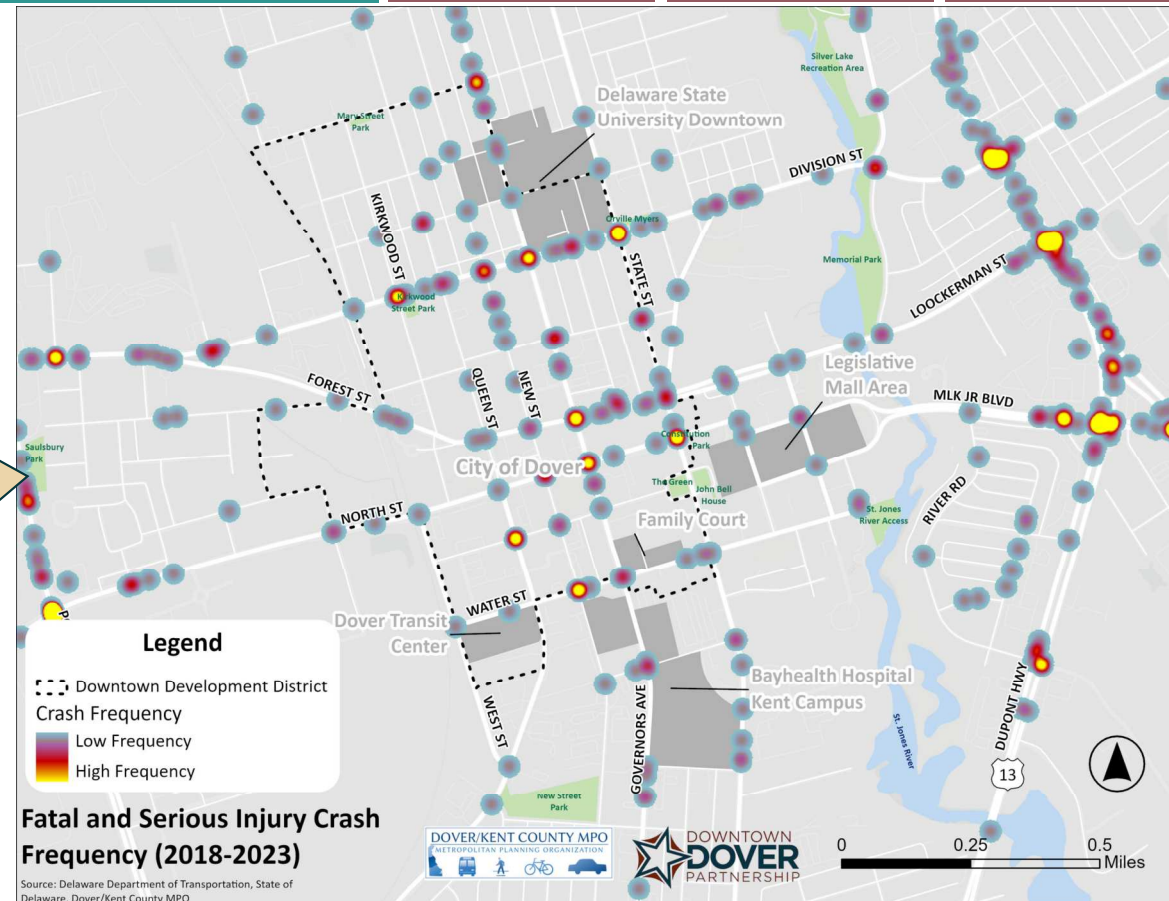 Silver Lake
Recreation Area
Delaware State
University Downtown
Mary Street
Park
DIVISION ST
KIRKWOOD ST
Orville Myers
Memorial Park
STATE ST
LOOCKERMAN ST
Kirkwood
Street Park
Legislative
Mall Area
FOREST ST
QUEEN ST
NEW ST
MLK JR BLVD
Constitution
Park
Saulsbury
Park
City of Dover
The Green
John Bell
House
RIVER RD
NORTH ST
Family Court
St. Jones
River Access
WATER ST
Dover Transit
Center
Bayhealth Hospital
Kent Campus
WEST ST
GOVERNORS AVE
St. Jones River
DUPONT HWY
13
New Street
Park
Legend
Downtown Development District
Crash Frequency
Low Frequency
High Frequency
Fatal and Serious Injury Crash
Frequency (2018-2023)
Source: Delaware Department of Transportation, State of
Delaware, Dover/Kent County MPO
DOVER/KENT COUNTY MPO
METROPOLITAN PLANNING ORGANIZATION
DOWNTOWN
DOVER
PARTNERSHIP
0 0.25 0.5
Miles